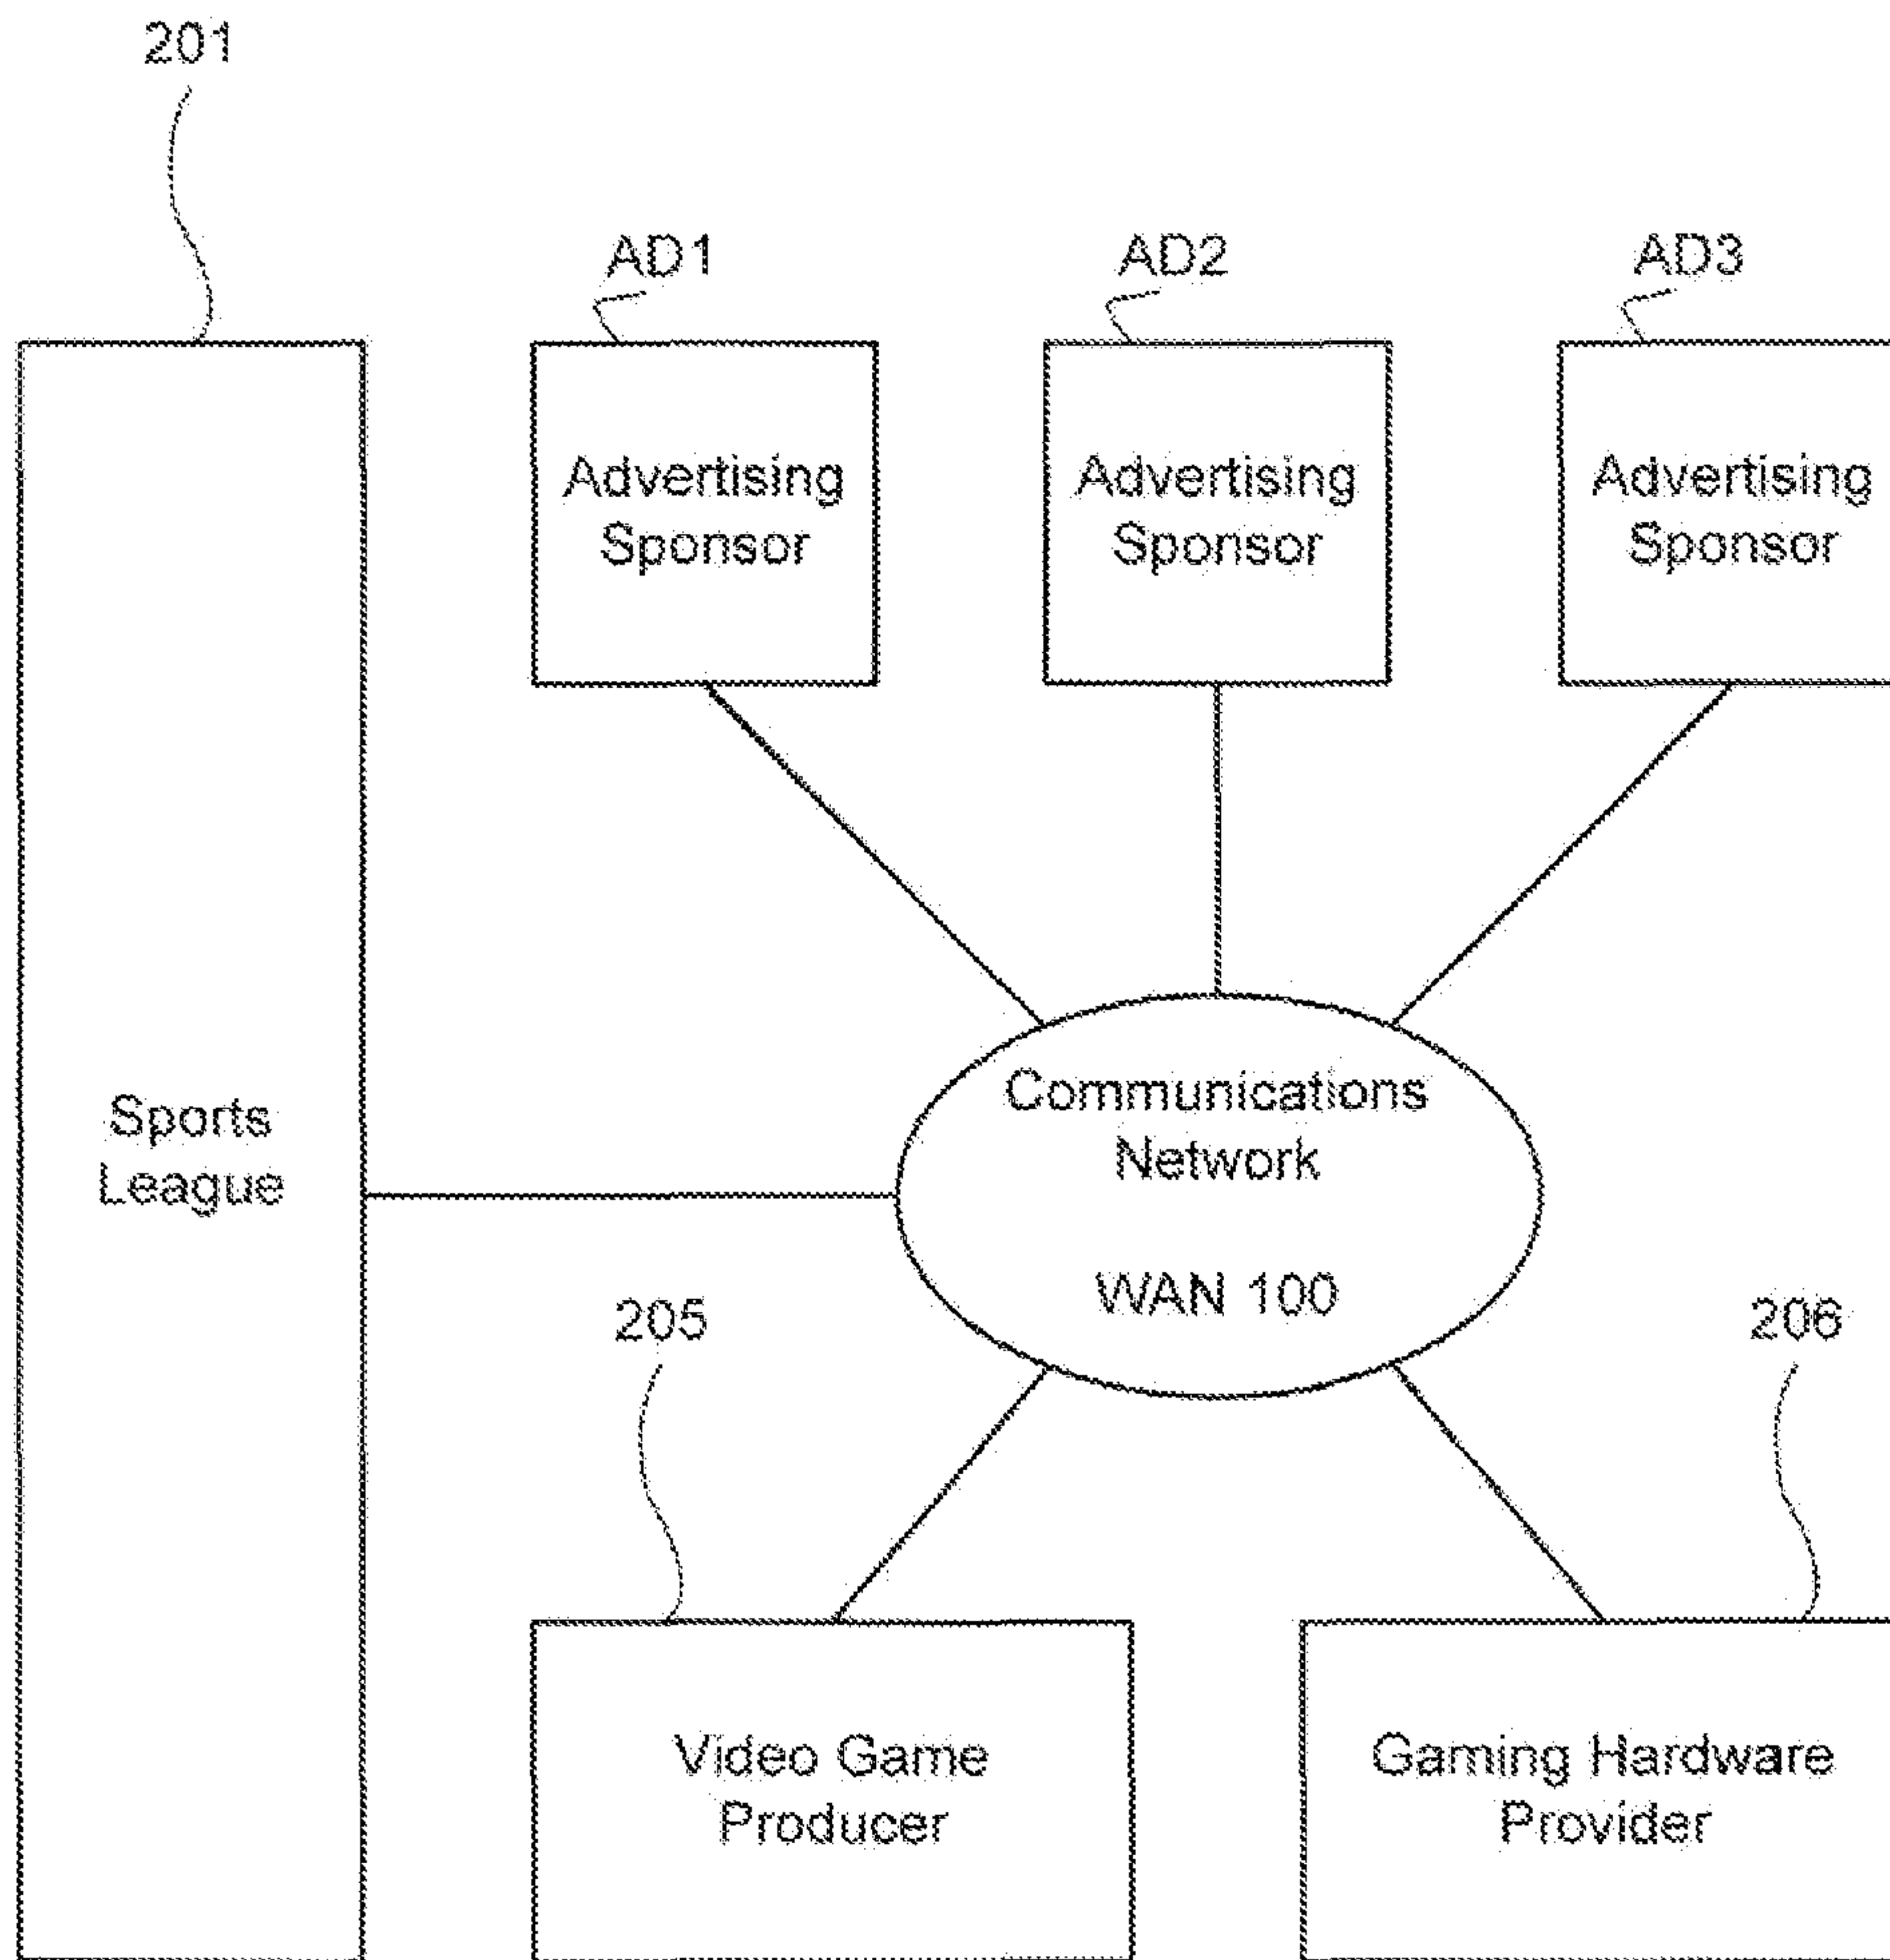 201
AD1
AD2
AD3
Advertising
Sponsor
Advertising
Sponsor
Advertising
Sponsor
Sports
League
Communications
Network
WAN 100
205
206
Video Game
Producer
Gaming Hardware
Provider